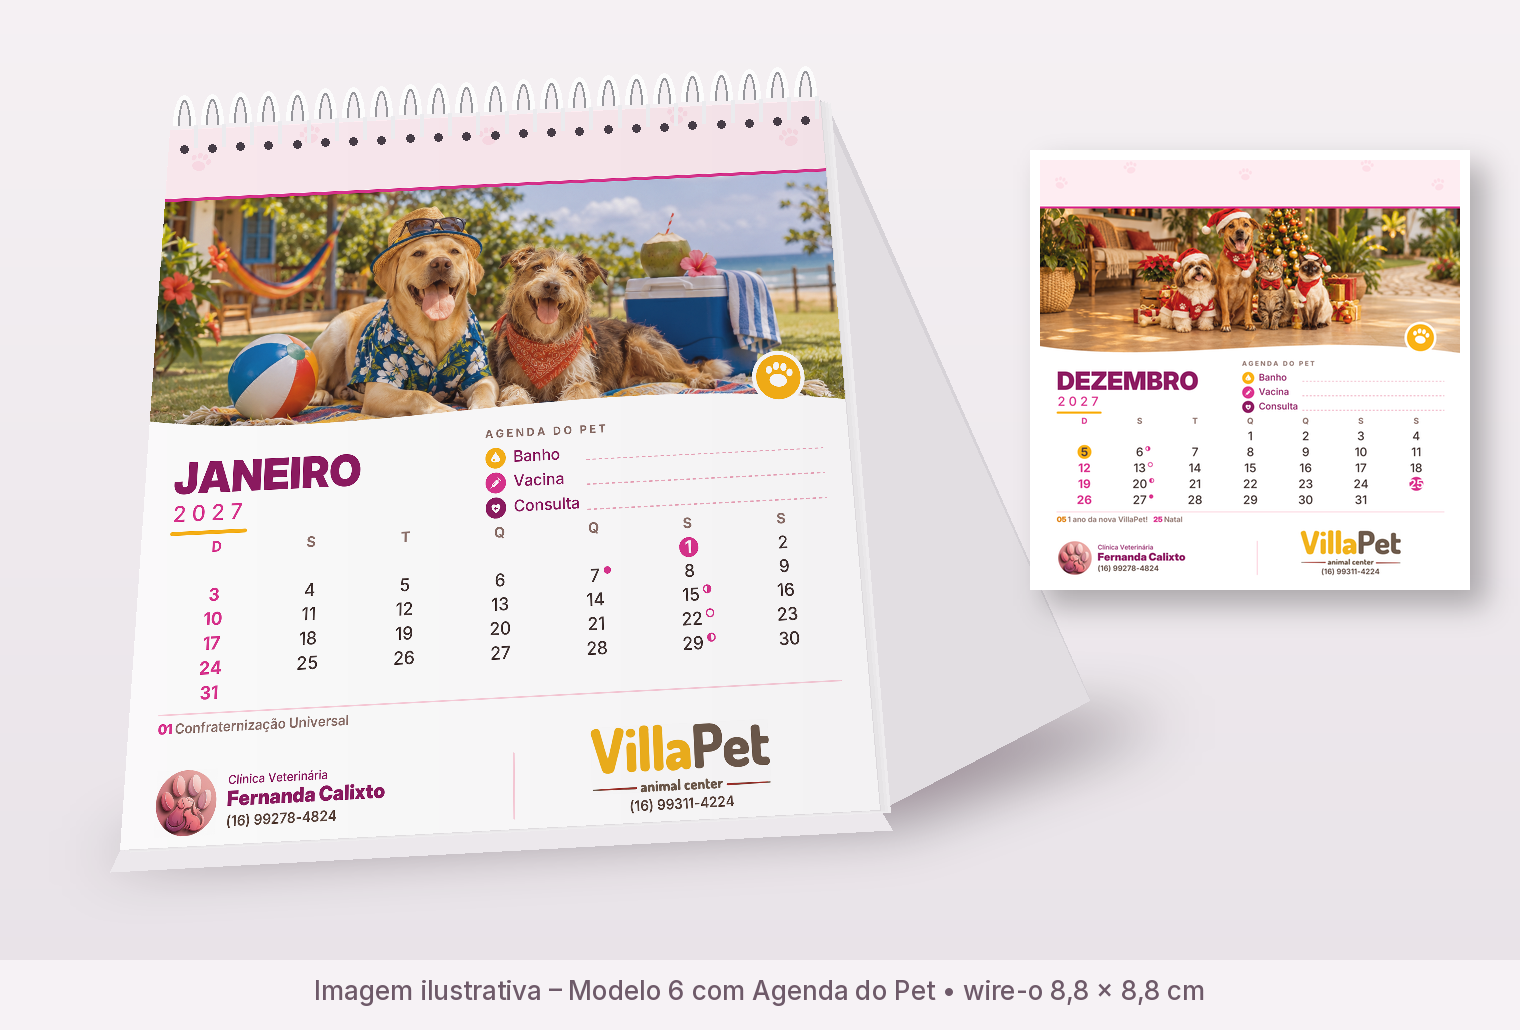 JANEIRO
2027
AGENDA DO PET
Banho
Vacina
Consulta
D S T Q Q S S
1 2
3 4 5 6 7 8 9
10 11 12 13 14 15 16
17 18 19 20 21 22 23
24 25 26 27 28 29 30
31
01 Confraternização Universal
Clínica Veterinária
Fernanda Calixto
(16) 99278-4824
VillaPet
animal center
(16) 99311-4224
DEZEMBRO
2027
AGENDA DO PET
Banho
Vacina
Consulta
D S T Q Q S S
1 2 3 4
5 6 7 8 9 10 11
12 13 14 15 16 17 18
19 20 21 22 23 24 25
26 27 28 29 30 31
05 1 ano da nova VillaPet! 25 Natal
Clínica Veterinária
Fernanda Calixto
(16) 99278-4824
VillaPet
animal center
(16) 99311-4224
Imagem ilustrativa – Modelo 6 com Agenda do Pet • wire-o 8,8 × 8,8 cm